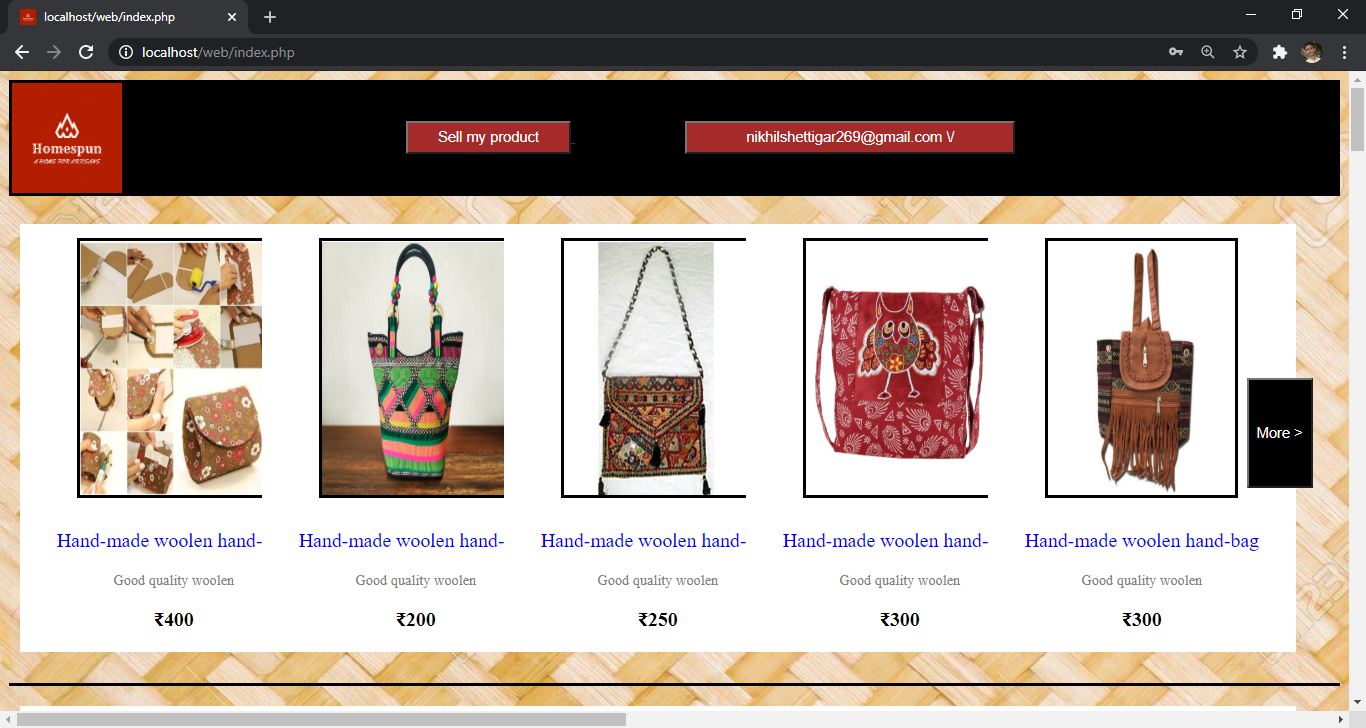 localhost/web/index.php
localhost/web/index.php
Homespun
A HOME FOR ARTISANS
Sell my product
nikhilshettigar269@gmail.com \/
More >
Hand-made woolen hand-
Hand-made woolen hand-
Hand-made woolen hand-
Hand-made woolen hand-
Hand-made woolen hand-bag
Good quality woolen
Good quality woolen
Good quality woolen
Good quality woolen
Good quality woolen
₹400
₹200
₹250
₹300
₹300